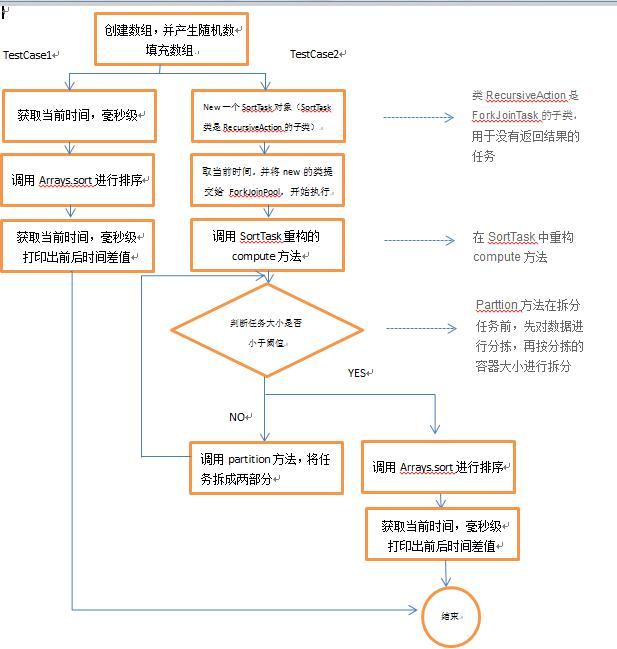 创建数组，并产生随机数
填充数组
TestCase1
TestCase2
获取当前时间，毫秒级
New 一个 SortTask 对象（SortTask
类是 RecursiveAction 的子类）
类 RecursiveAction 是
ForkJoinTask 的子类，
用于没有返回结果的
任务
调用 Arrays.sort 进行排序
取当前时间，并将 new 的类提
交给 ForkJoinPool，开始执行
获取当前时间，毫秒级
打印出前后时间差值
调用 SortTask 重构的
compute 方法
在 SortTask 中重构
compute 方法
判断任务大小是否
小于阈值
Parttion 方法在拆分
任务前，先对数据进
行分拣，再按分拣的
容器大小进行拆分
YES
NO
调用 partition 方法，将任
务拆成两部分
调用 Arrays.sort 进行排序
获取当前时间，毫秒级
打印出前后时间差值
结束